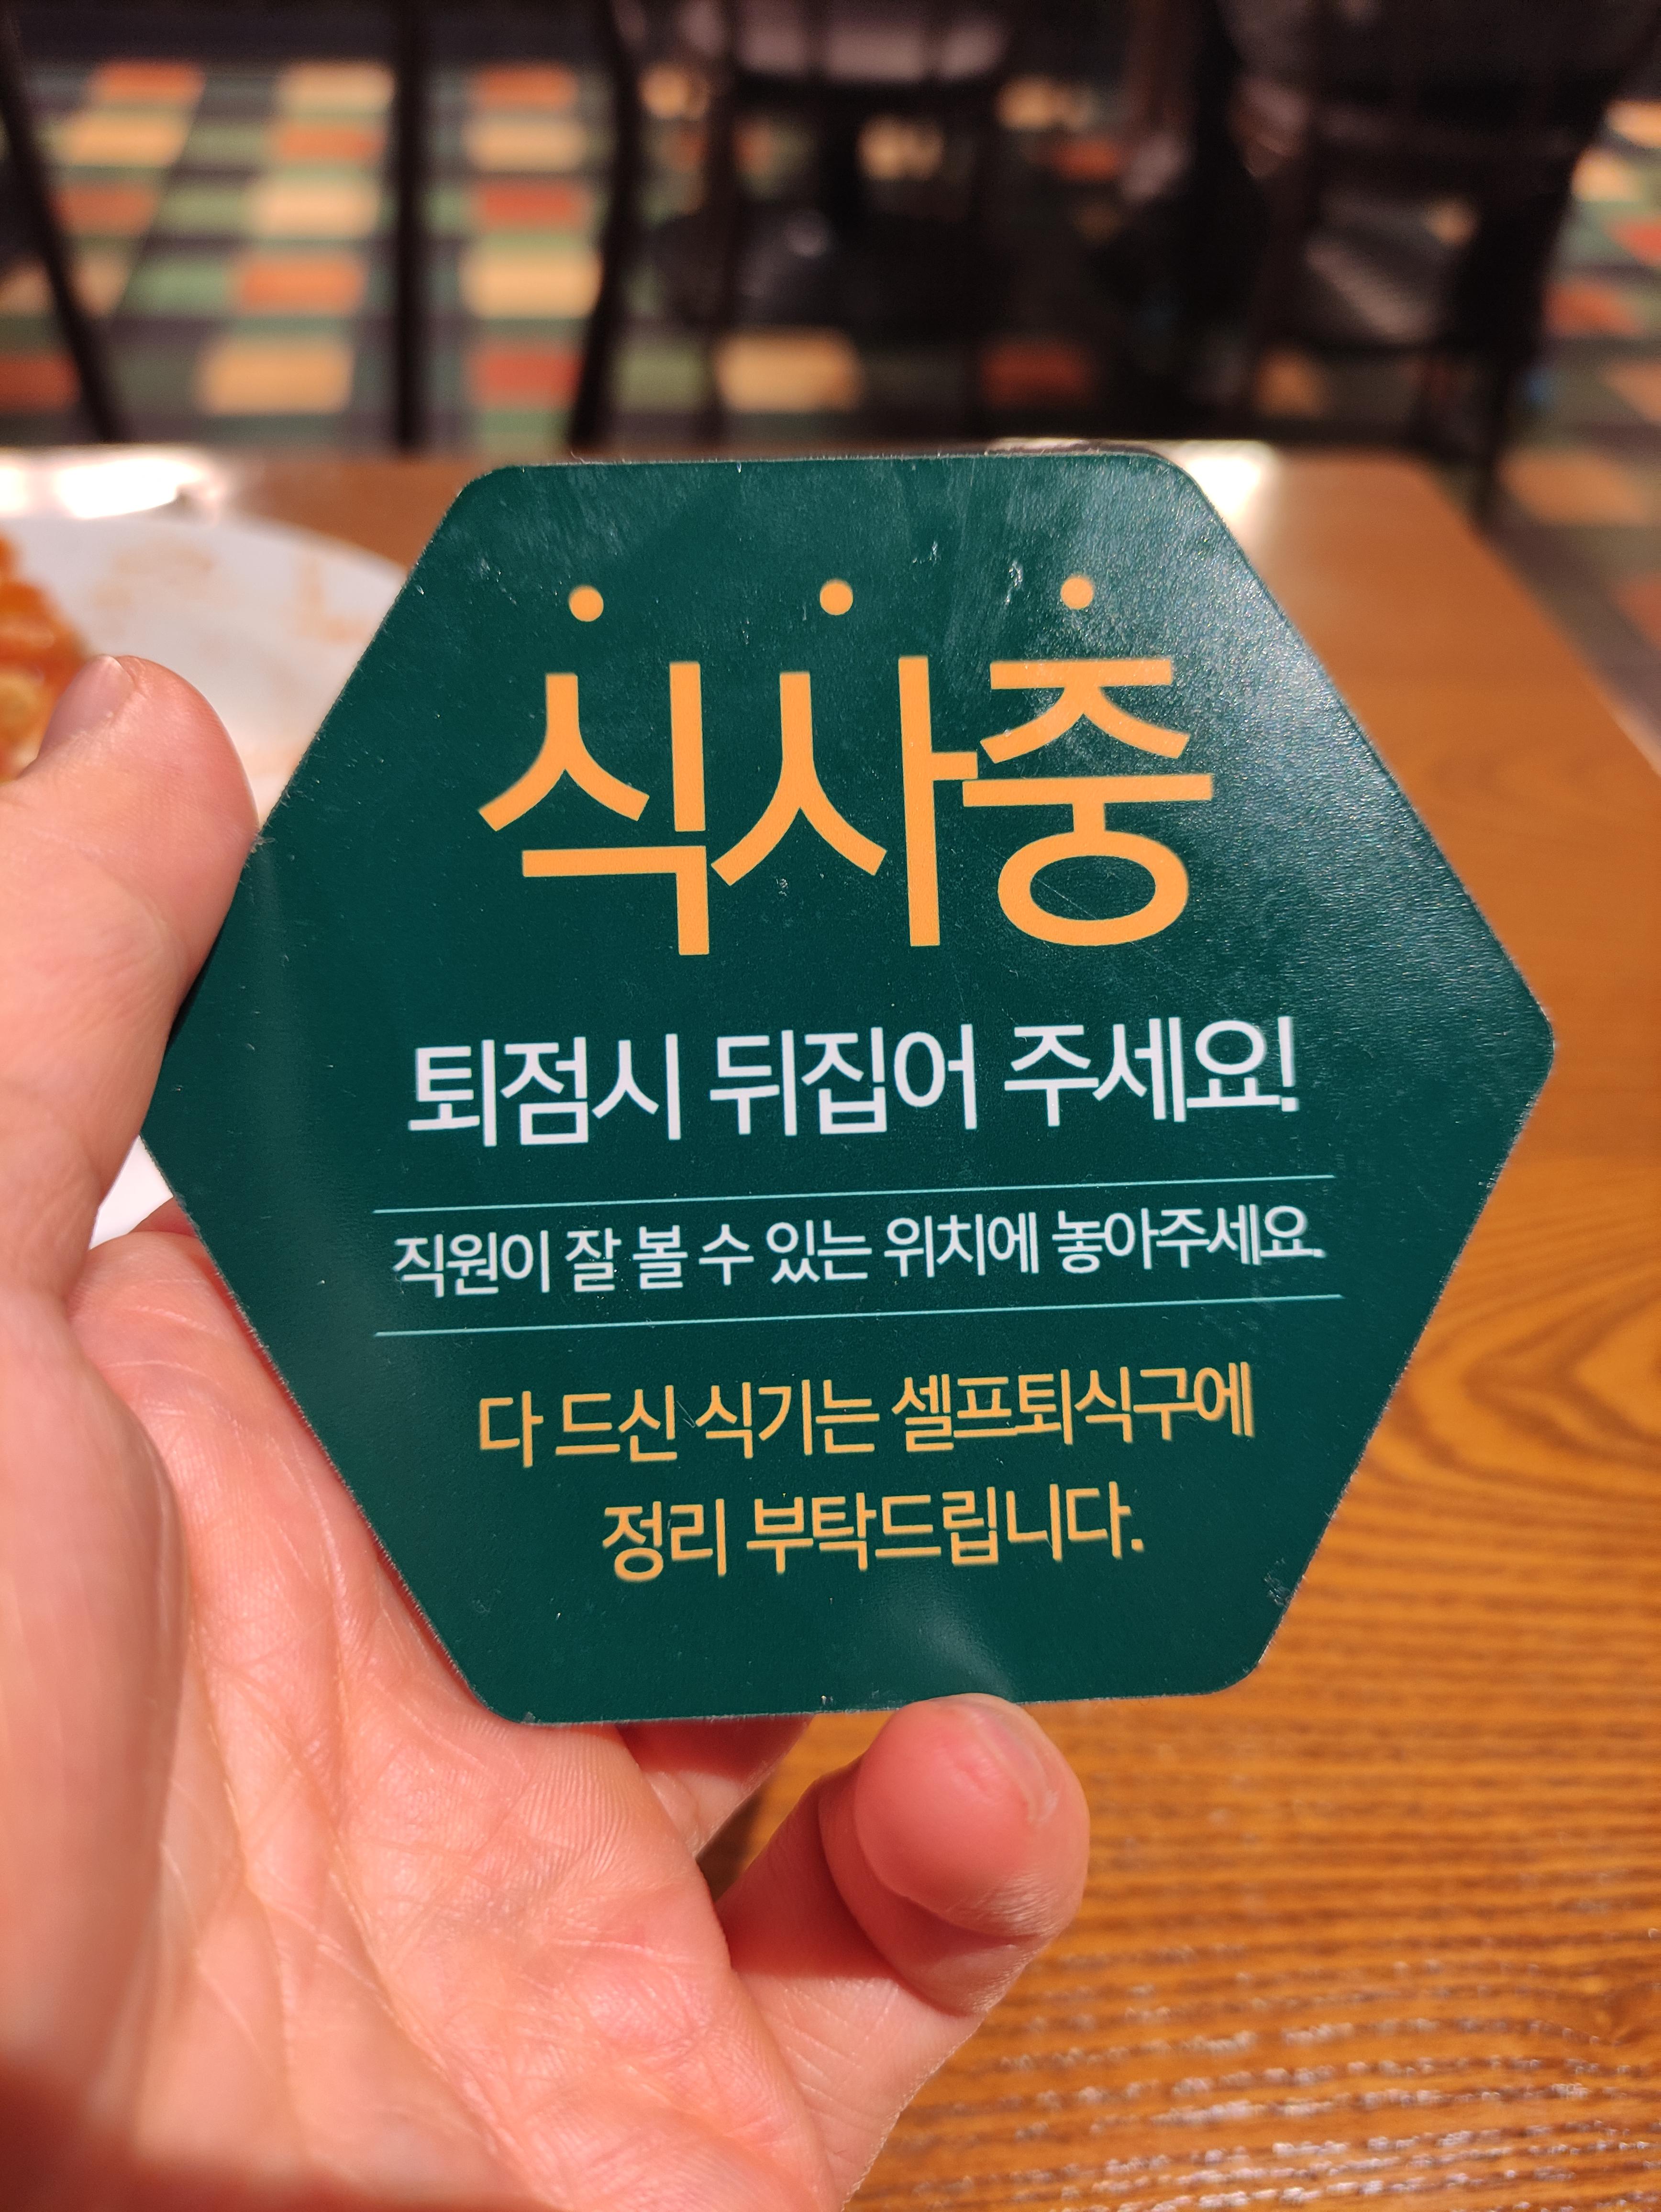 식사중
퇴점시 뒤집어 주세요!
직원이 잘 볼 수 있는 위치에 놓아주세요.
다 드신 식기는 셀프퇴식구에
정리 부탁드립니다.